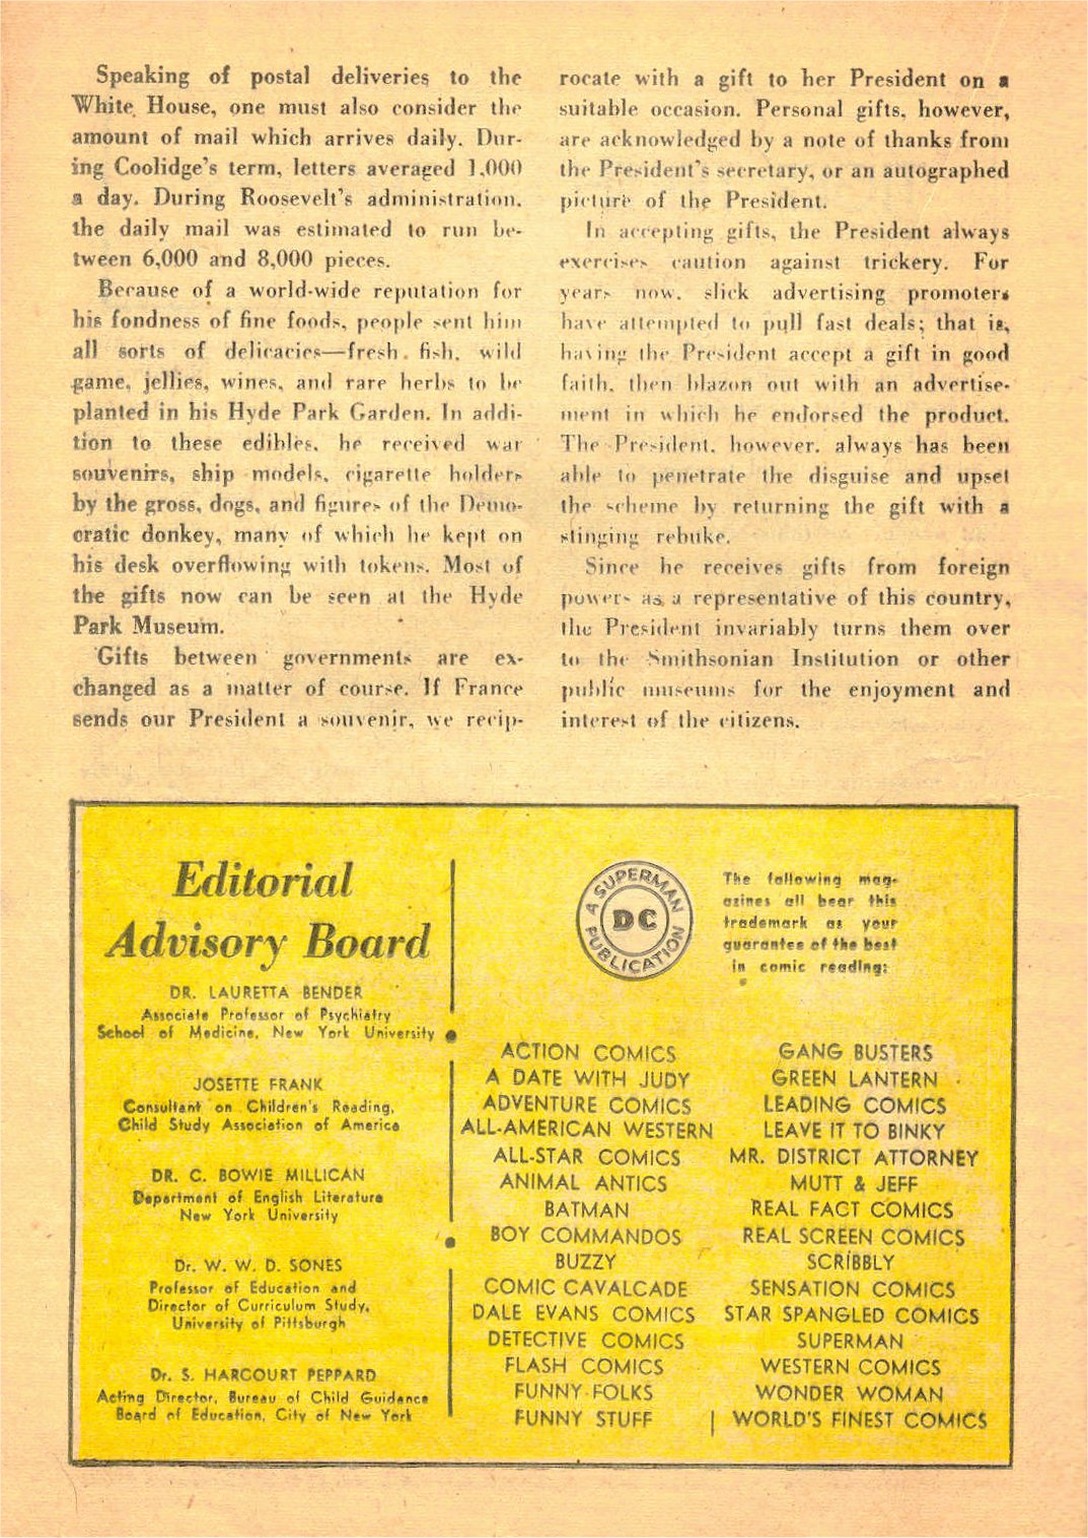 Speaking of postal deliveries to the
White House, one must also consider the
amount of mail which arrives daily. Dur-
ing Coolidge's term, letters averaged 1,000
a day. During Roosevelt's administration,
the daily mail was estimated to run be-
tween 6,000 and 8,000 pieces.
Because of a world-wide reputation for
his fondness of fine foods, people sent him
all sorts of delicacies—fresh fish, wild
game, jellies, wines, and rare herbs to be
planted in his Hyde Park Garden. In addi-
tion to these edibles, he received war
souvenirs, ship models, cigarette holders
by the gross, dogs, and figures of the Demo-
cratic donkey, many of which he kept on
his desk overflowing with tokens. Most of
the gifts now can be seen at the Hyde
Park Museum.
Gifts between governments are ex-
changed as a matter of course. If France
sends our President a souvenir, we recip-
rocate with a gift to her President on a
suitable occasion. Personal gifts, however,
are acknowledged by a note of thanks from
the President's secretary, or an autographed
picture of the President.
In accepting gifts, the President always
exercises caution against trickery. For
years now, slick advertising promoters
have attempted to pull fast deals; that is,
having the President accept a gift in good
faith, then blazon out with an advertise-
ment in which he endorsed the product.
The President, however, always has been
able to penetrate the disguise and upset
the scheme by returning the gift with a
stinging rebuke.
Since he receives gifts from foreign
powers as a representative of this country,
the President invariably turns them over
to the Smithsonian Institution or other
public museums for the enjoyment and
interest of the citizens.
Editorial
Advisory Board
DR. LAURETTA BENDER
Associate Professor of Psychiatry
School of Medicine, New York University
JOSETTE FRANK
Consultant on Children's Reading,
Child Study Association of America
DR. C. BOWIE MILLICAN
Department of English Literature
New York University
Dr. W. W. D. SONES
Professor of Education and
Director of Curriculum Study,
University of Pittsburgh
Dr. S. HARCOURT PEPPARD
Acting Director, Bureau of Child Guidance
Board of Education, City of New York
A SUPERMAN
DC
PUBLICATION
The following mag-
azines all bear this
trademark as your
guarantee of the best
in comic reading:
ACTION COMICS
A DATE WITH JUDY
ADVENTURE COMICS
ALL-AMERICAN WESTERN
ALL-STAR COMICS
ANIMAL ANTICS
BATMAN
BOY COMMANDOS
BUZZY
COMIC CAVALCADE
DALE EVANS COMICS
DETECTIVE COMICS
FLASH COMICS
FUNNY FOLKS
FUNNY STUFF
GANG BUSTERS
GREEN LANTERN
LEADING COMICS
LEAVE IT TO BINKY
MR. DISTRICT ATTORNEY
MUTT & JEFF
REAL FACT COMICS
REAL SCREEN COMICS
SCRIBBLY
SENSATION COMICS
STAR SPANGLED COMICS
SUPERMAN
WESTERN COMICS
WONDER WOMAN
WORLD'S FINEST COMICS